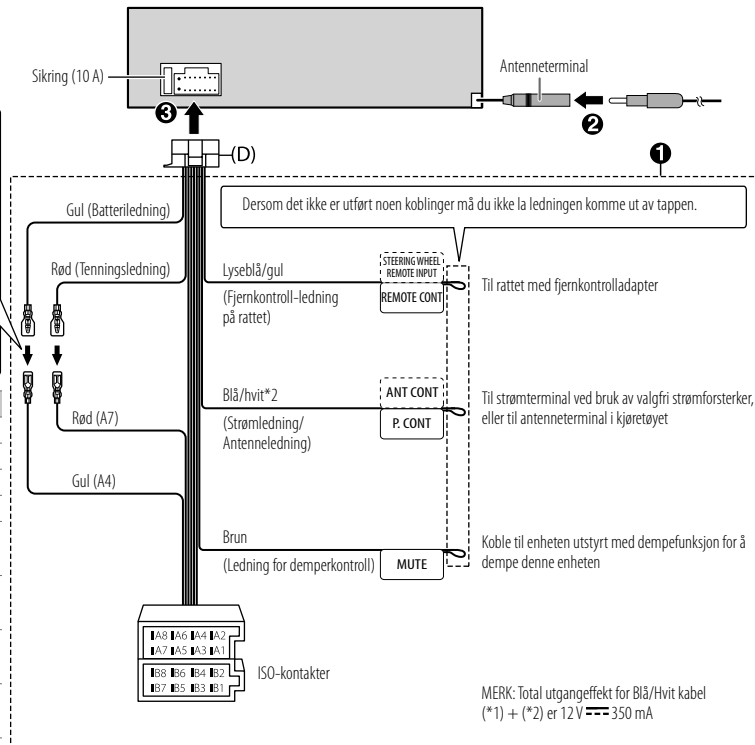 Sikring (10 A)
Antenneterminal
❸
❷
(D)
❶
Gul (Batteriledning)
Dersom det ikke er utført noen koblinger må du ikke la ledningen komme ut av tappen.
Rød (Tenningsledning)
Lyseblå/gul
(Fjernkontroll-ledning
på rattet)
STEERING WHEEL
REMOTE INPUT
REMOTE CONT
Til rattet med fjernkontrolladapter
Blå/hvit*2
(Strømledning/
Antenneledning)
ANT CONT
P. CONT
Til strømterminal ved bruk av valgfri strømforsterker,
eller til antenneterminal i kjøretøyet
Rød (A7)
Gul (A4)
Brun
(Ledning for demperkontroll)
MUTE
Koble til enheten utstyrt med dempefunksjon for å
dempe denne enheten
A8 A6 A4 A2
A7 A5 A3 A1
B8 B6 B4 B2
B7 B5 B3 B1
ISO-kontakter
MERK: Total utgangeffekt for Blå/Hvit kabel
(*1) + (*2) er 12 V ⎓ 350 mA